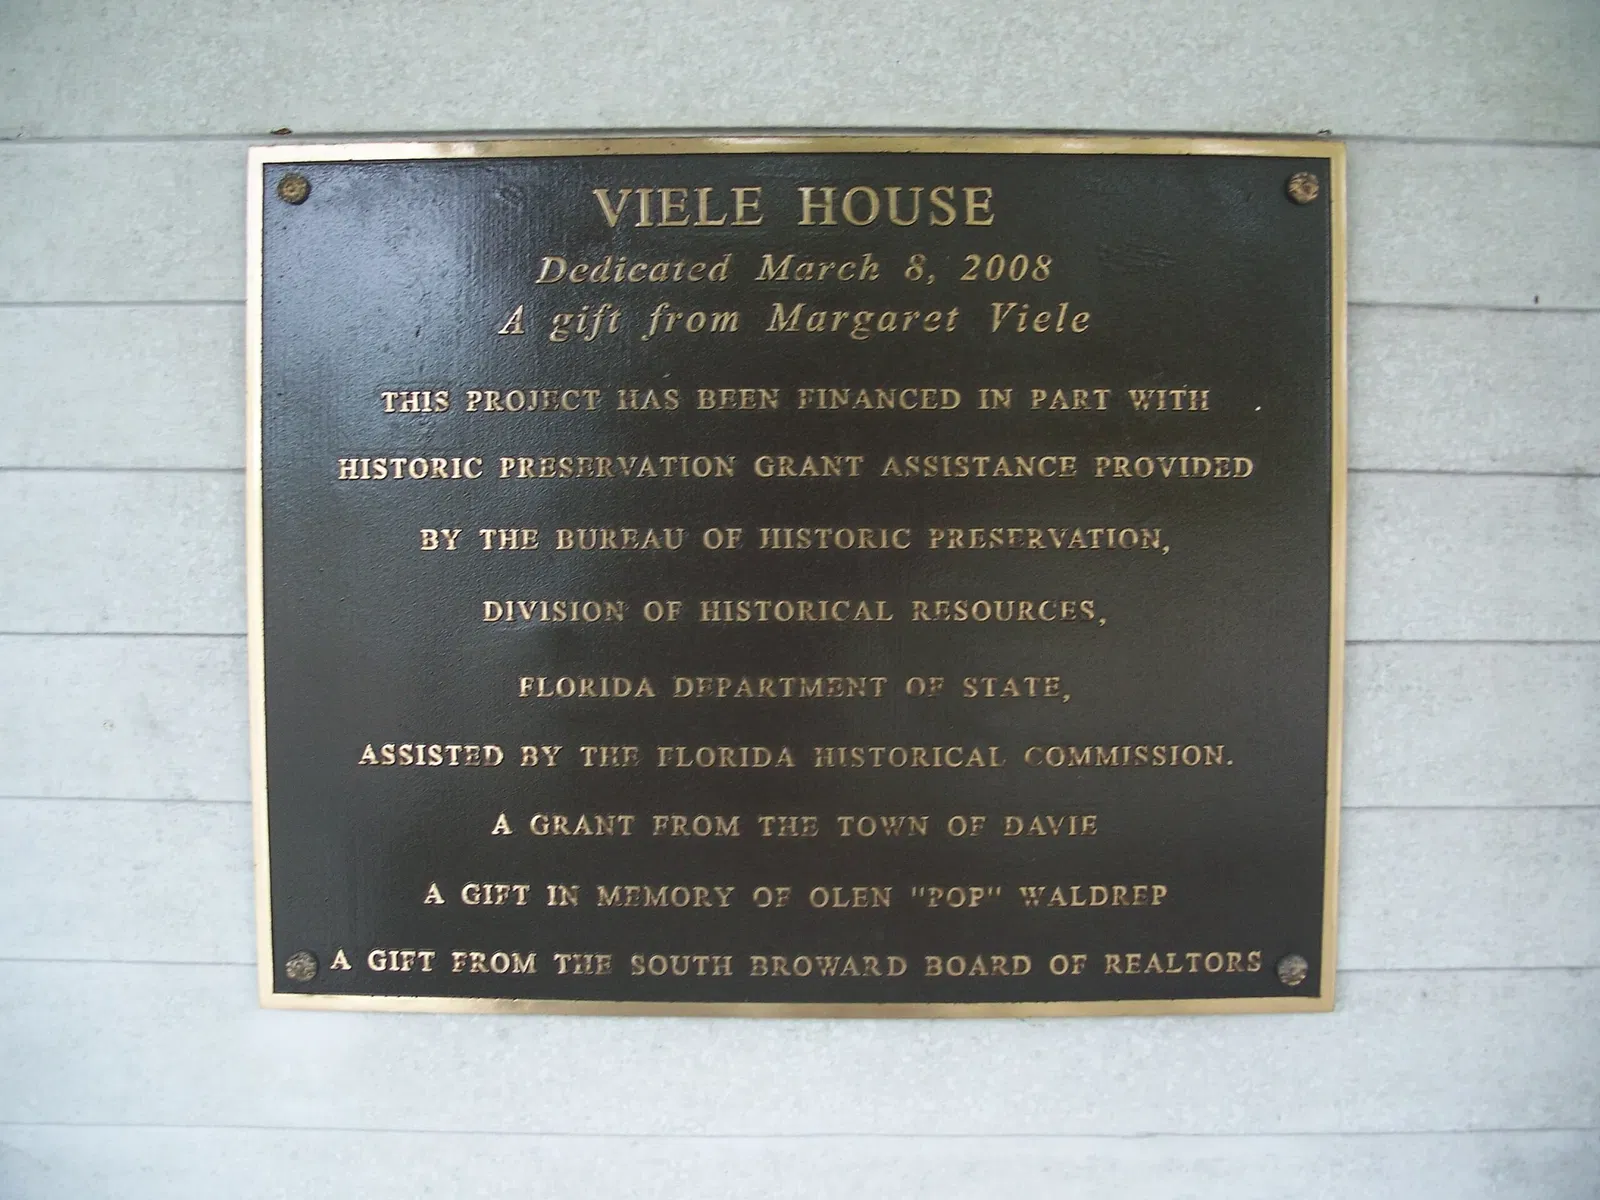 VIELE HOUSE
Dedicated March 8, 2008
A gift from Margaret Viele
THIS PROJECT HAS BEEN FINANCED IN PART WITH
HISTORIC PRESERVATION GRANT ASSISTANCE PROVIDED
BY THE BUREAU OF HISTORIC PRESERVATION,
DIVISION OF HISTORICAL RESOURCES,
FLORIDA DEPARTMENT OF STATE,
ASSISTED BY THE FLORIDA HISTORICAL COMMISSION.
A GRANT FROM THE TOWN OF DAVIE
A GIFT IN MEMORY OF OLEN "POP" WALDREP
A GIFT FROM THE SOUTH BROWARD BOARD OF REALTORS